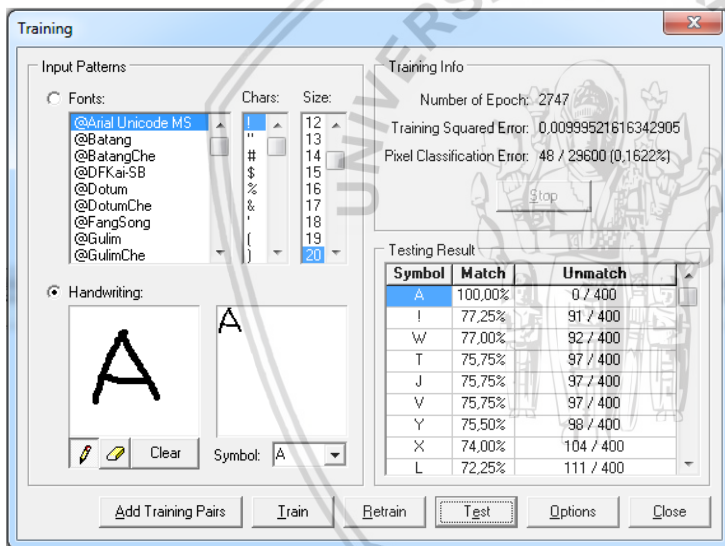 Training
Input Patterns
Fonts:
Chars:
Size:
@Arial Unicode MS
@Batang
@BatangChe
@DFKai-SB
@Dotum
@DotumChe
@FangSong
@Gulim
@GulimChe
!
"
#
$
%
&
'
(
)
12
13
14
15
16
17
18
19
20
Handwriting:
A
A
Clear
Symbol: A
Training Info
Number of Epoch: 2747
Training Squared Error: 0,00999521616342905
Pixel Classification Error: 48 / 29600 (0,1622%)
Stop
Testing Result
Symbol Match Unmatch
A 100,00% 0 / 400
! 77,25% 91 / 400
W 77,00% 92 / 400
T 75,75% 97 / 400
J 75,75% 97 / 400
V 75,75% 97 / 400
Y 75,50% 98 / 400
X 74,00% 104 / 400
L 72,25% 111 / 400
Add Training Pairs
Train
Retrain
Test
Options
Close